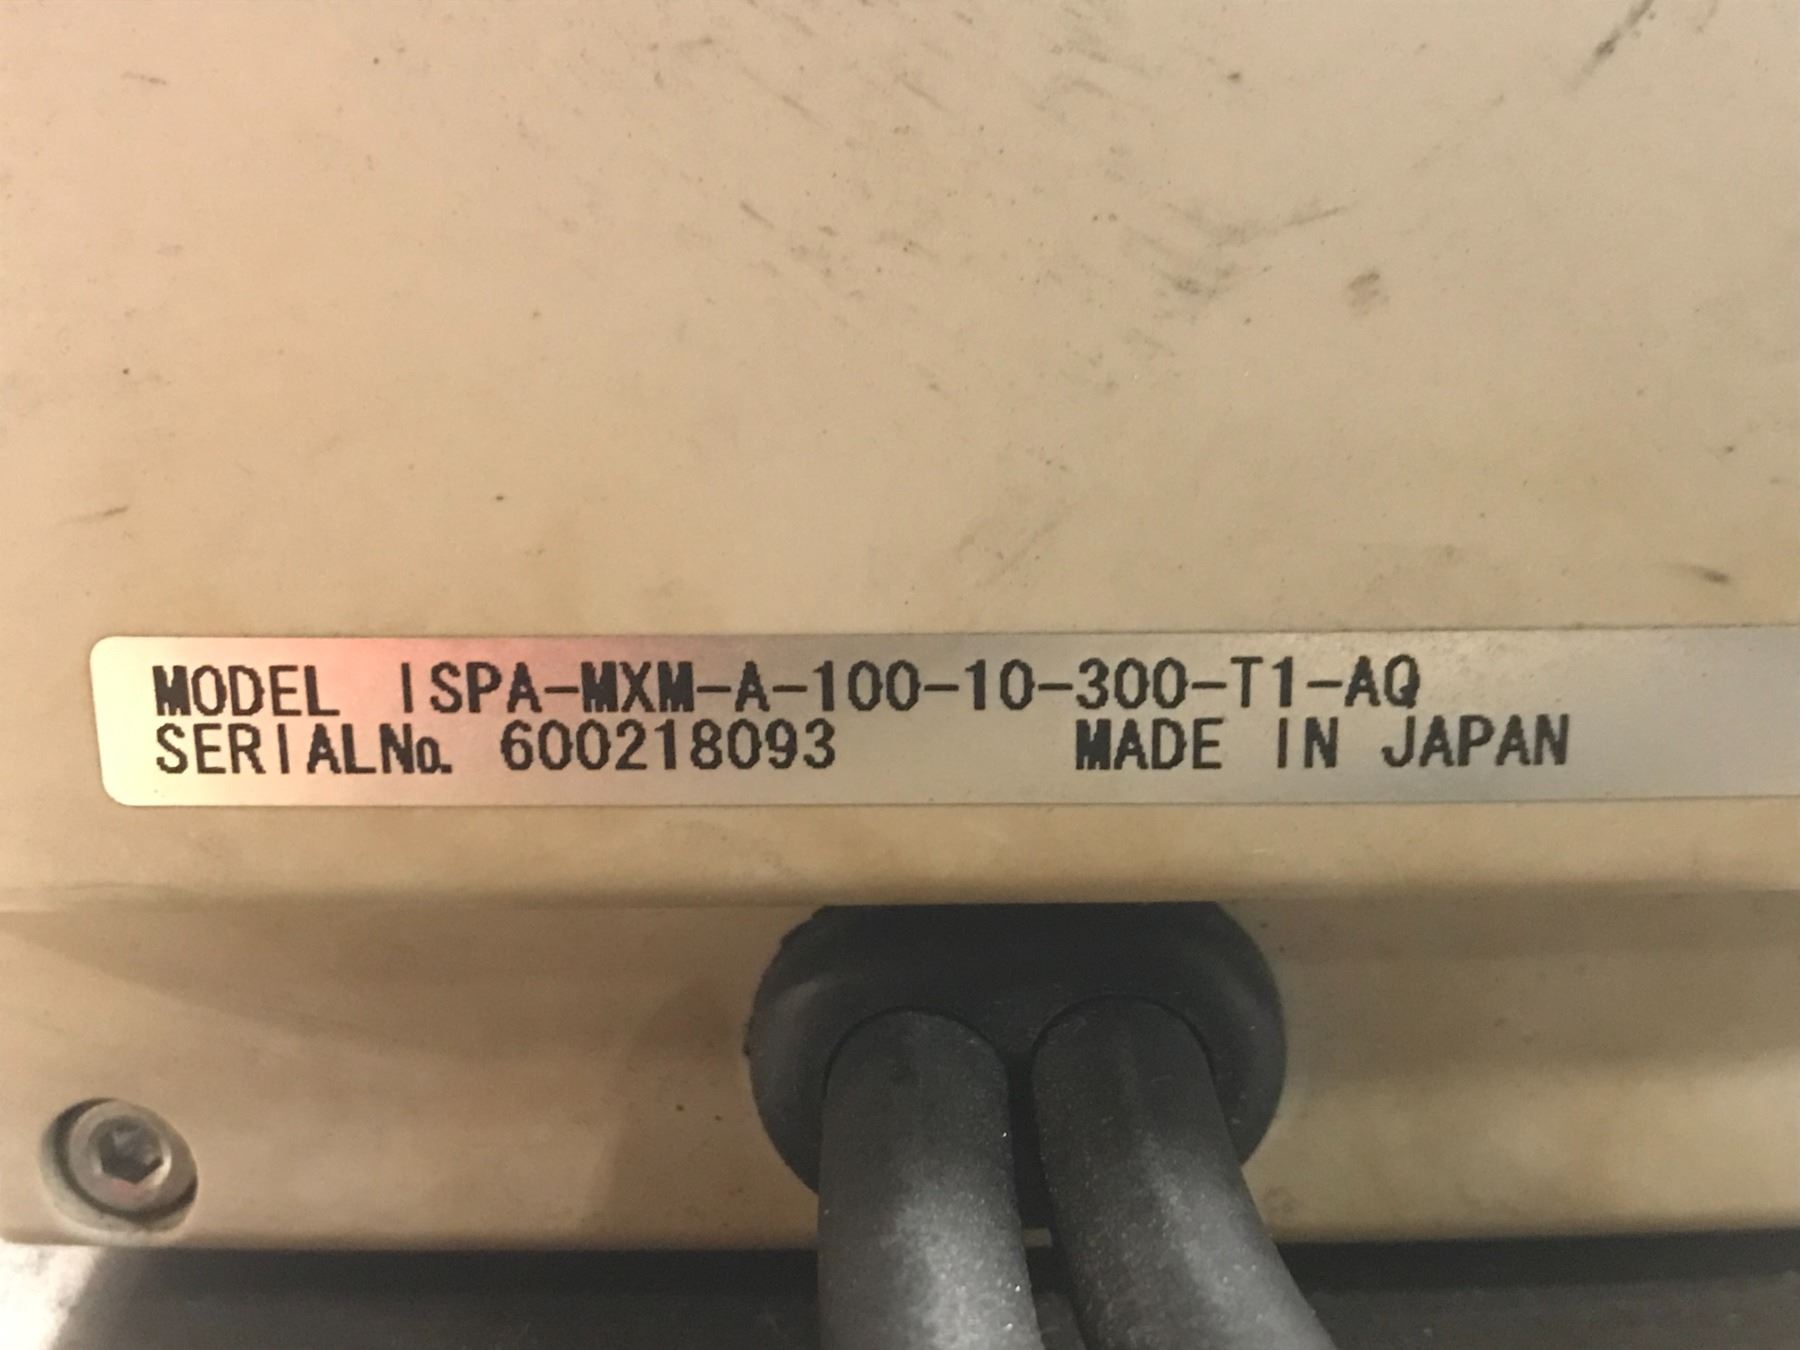 MODEL ISPA-MXM-A-100-10-300-T1-AQ
SERIALNo. 600218093 MADE IN JAPAN